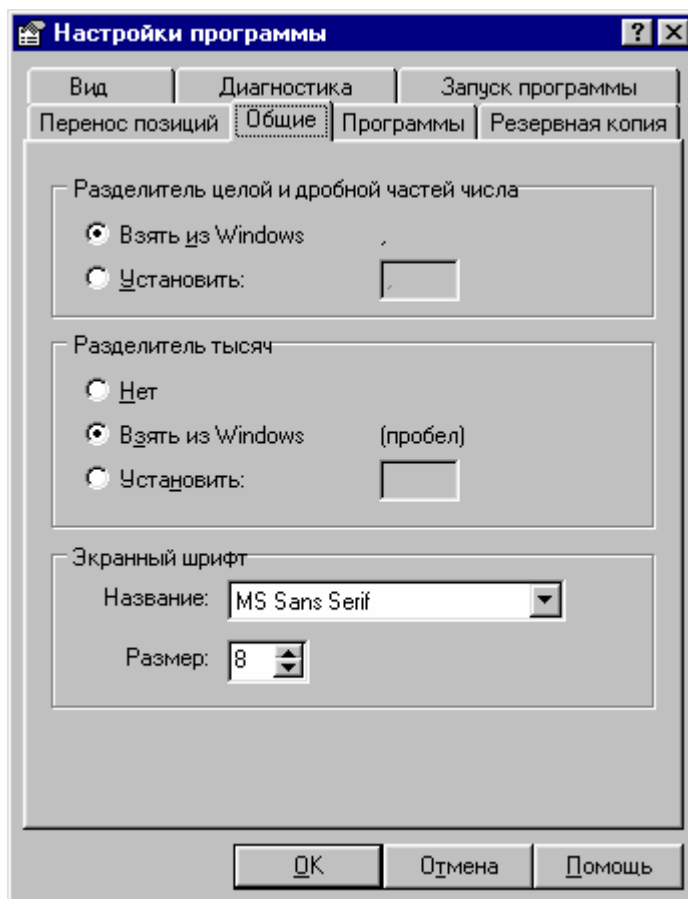 Настройки программы
Вид Диагностика Запуск программы
Перенос позиций Общие Программы Резервная копия
Разделитель целой и дробной частей числа
Взять из Windows ,
Установить: ,
Разделитель тысяч
Нет
Взять из Windows (пробел)
Установить:
Экранный шрифт
Название: MS Sans Serif
Размер: 8
OK Отмена Помощь